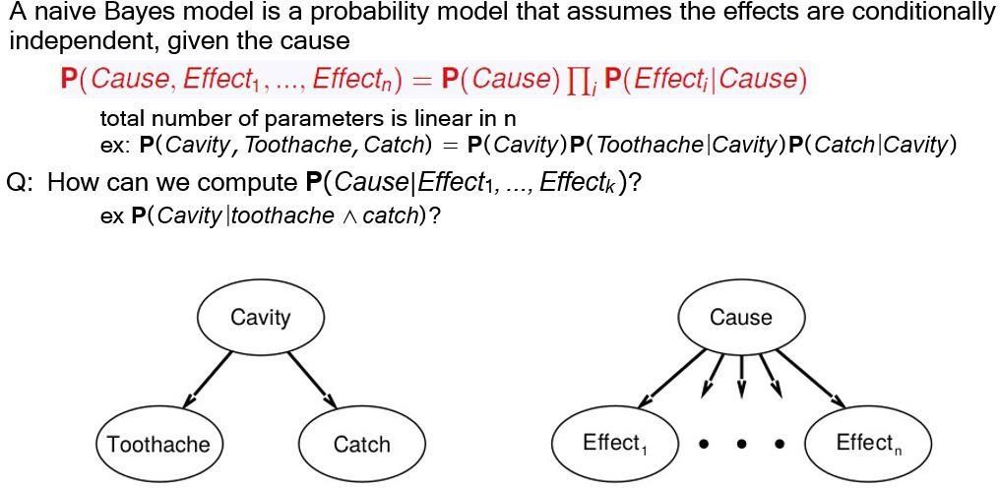 A naive Bayes model is a probability model that assumes the effects are conditionally
independent, given the cause
P(Cause, Effect₁, ..., Effectₙ) = P(Cause) ∏ᵢ P(Effectᵢ|Cause)
total number of parameters is linear in n
ex: P(Cavity, Toothache, Catch) = P(Cavity)P(Toothache|Cavity)P(Catch|Cavity)
Q: How can we compute P(Cause|Effect₁, ..., Effectₖ)?
ex P(Cavity|toothache ∧ catch)?
Cavity
Toothache
Catch
Cause
Effect₁
• • •
Effectₙ